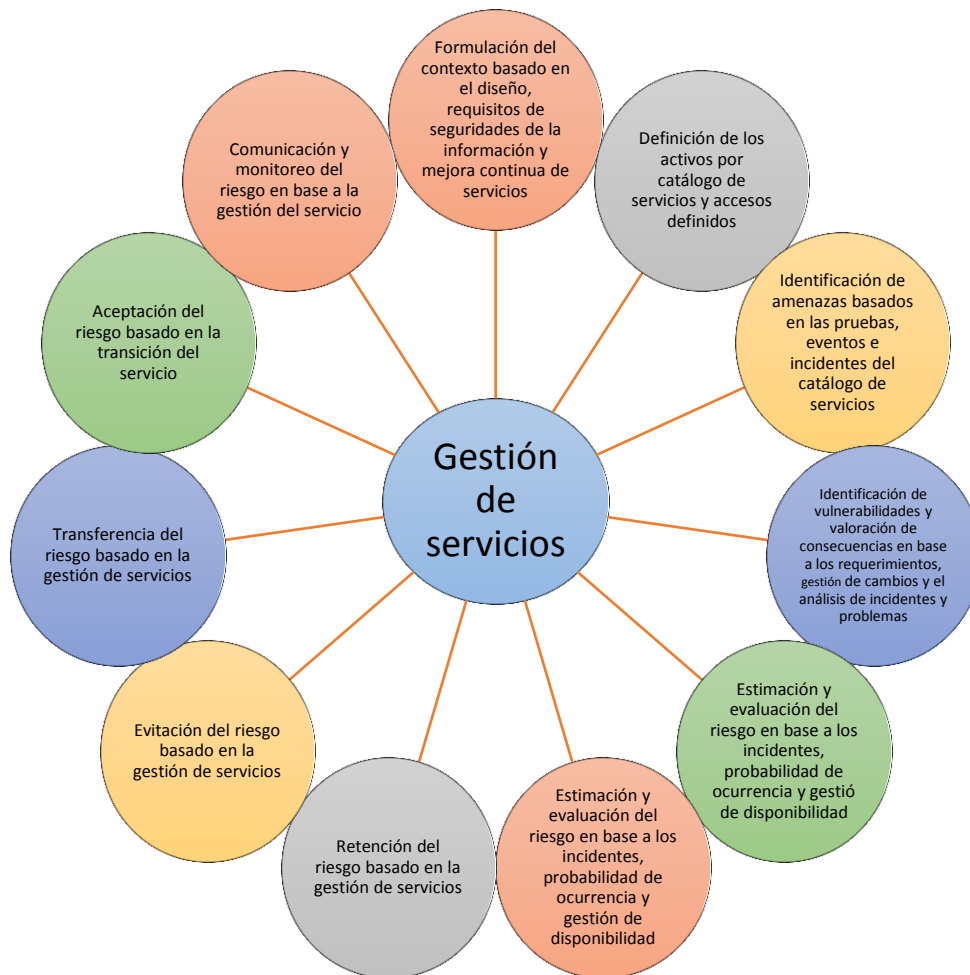 Formulación del
contexto basado en
el diseño,
requisitos de
seguridades de la
información y
mejora continua de
servicios
Definición de los
activos por
catálogo de
servicios y accesos
definidos
Identificación de
amenazas basados
en las pruebas,
eventos e
incidentes del
catálogo de
servicios
Identificación de
vulnerabilidades y
valoración de
consecuencias en base
a los requerimientos,
gestión de cambios y el
análisis de incidentes y
problemas
Estimación y
evaluación del
riesgo en base a los
incidentes,
probabilidad de
ocurrencia y gestió
de disponibilidad
Estimación y
evaluación del
riesgo en base a los
incidentes,
probabilidad de
ocurrencia y
gestión de
disponibilidad
Retención del
riesgo basado en la
gestión de servicios
Evitación del riesgo
basado en la
gestión de servicios
Transferencia del
riesgo basado en la
gestión de servicios
Aceptación del
riesgo basado en la
transición del
servicio
Comunicación y
monitoreo del
riesgo en base a la
gestión del servicio
Gestión
de
servicios